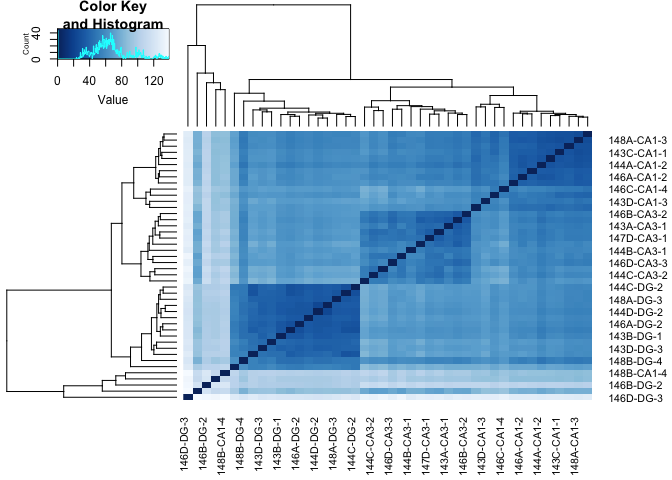 Color Key
and Histogram
Count
0
40
0
40
80
120
Value
148A-CA1-3
143C-CA1-1
144A-CA1-2
146A-CA1-2
146C-CA1-4
143D-CA1-3
146B-CA3-2
143A-CA3-1
147D-CA3-1
144B-CA3-1
146D-CA3-3
144C-CA3-2
144C-DG-2
148A-DG-3
144D-DG-2
146A-DG-2
143B-DG-1
143D-DG-3
148B-DG-4
148B-CA1-4
146B-DG-2
146D-DG-3
146D-DG-3
146B-DG-2
148B-CA1-4
148B-DG-4
143D-DG-3
143B-DG-1
146A-DG-2
144D-DG-2
148A-DG-3
144C-DG-2
144C-CA3-2
146D-CA3-3
144B-CA3-1
147D-CA3-1
143A-CA3-1
146B-CA3-2
143D-CA1-3
146C-CA1-4
146A-CA1-2
144A-CA1-2
143C-CA1-1
148A-CA1-3